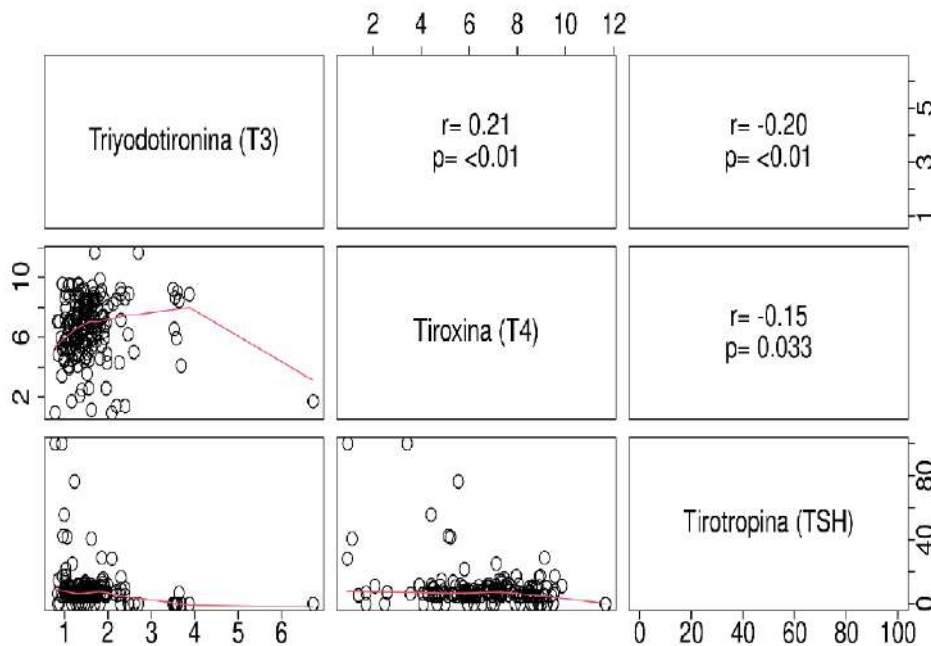 2 4 6 8 10 12
Triyodotironina (T3)
r= 0.21
p= <0.01
r= -0.20
p= <0.01
1 3 5
2 6 10
Tiroxina (T4)
r= -0.15
p= 0.033
Tirotropina (TSH)
0 40 80
1 2 3 4 5 6
0 20 40 60 80 100